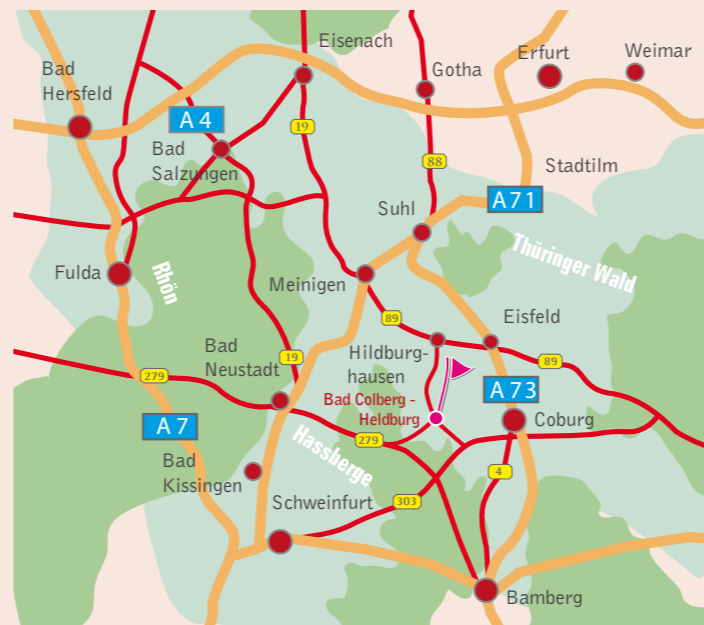 Eisenach
Erfurt
Weimar
Gotha
Bad
Hersfeld
A 4
19
Bad
Salzungen
88
Stadtilm
A 71
Suhl
Thüringer Wald
Fulda
Rhön
Meinigen
89
Eisfeld
Bad
Neustadt
19
Hildburg-
hausen
89
279
A 73
Bad Colberg -
Heldburg
Coburg
A 7
Hassberge
279
Bad
Kissingen
4
Schweinfurt
303
Bamberg